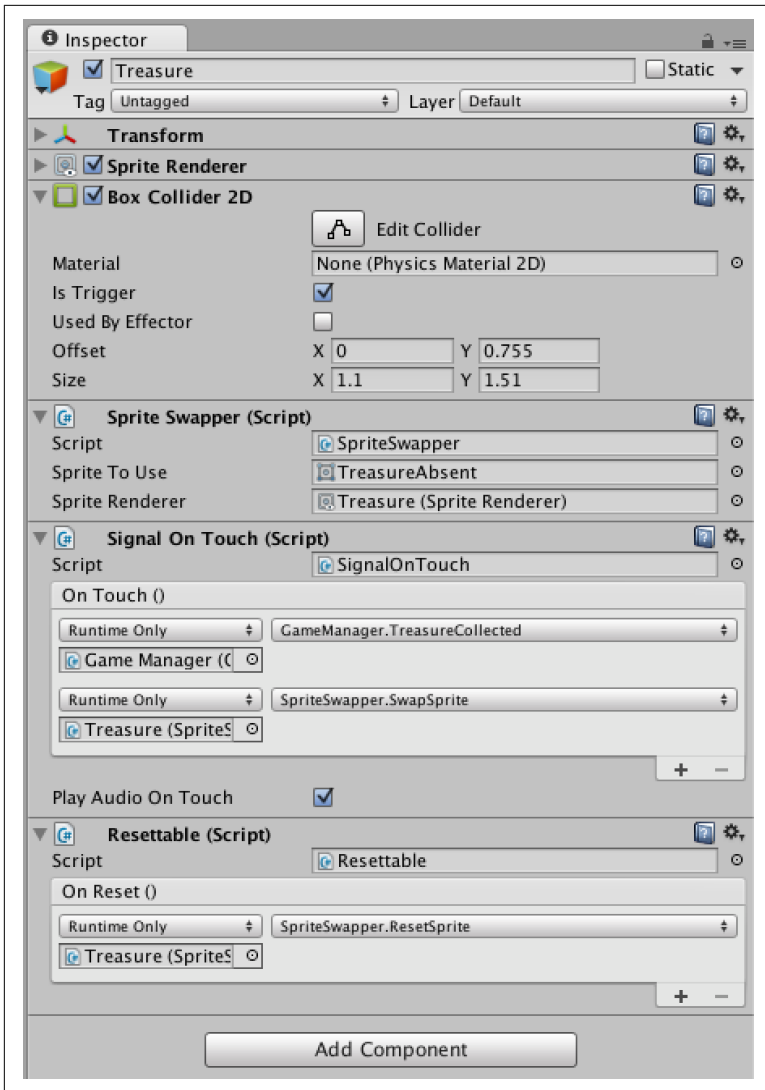 Inspector
Treasure Static
Tag Untagged Layer Default
Transform
Sprite Renderer
Box Collider 2D
Edit Collider
Material None (Physics Material 2D)
Is Trigger
Used By Effector
Offset X 0 Y 0.755
Size X 1.1 Y 1.51
Sprite Swapper (Script)
Script SpriteSwapper
Sprite To Use TreasureAbsent
Sprite Renderer Treasure (Sprite Renderer)
Signal On Touch (Script)
Script SignalOnTouch
On Touch ()
Runtime Only GameManager.TreasureCollected
Game Manager (
Runtime Only SpriteSwapper.SwapSprite
Treasure (SpriteS
+ −
Play Audio On Touch
Resettable (Script)
Script Resettable
On Reset ()
Runtime Only SpriteSwapper.ResetSprite
Treasure (SpriteS
+ −
Add Component